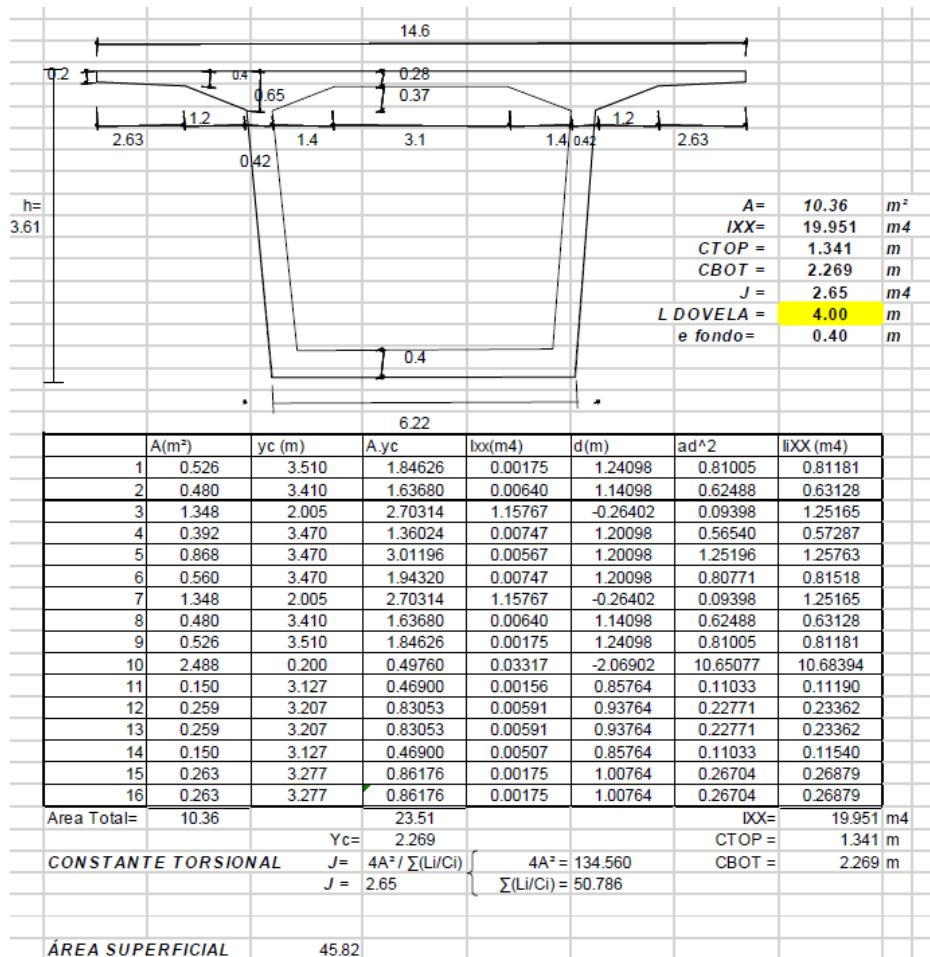 14.6
0.2 0.4 0.28
0.65 0.37
1.2 1.2
2.63 1.4 3.1 1.4 0.42 2.63
0.42
h= A= 10.36 m²
3.61 IXX= 19.951 m4
CTOP = 1.341 m
CBOT = 2.269 m
J = 2.65 m4
L DOVELA = 4.00 m
0.4 e fondo= 0.40 m
6.22
A(m²) yc (m) A.yc Ixx(m4) d(m) ad^2 IiXX (m4)
1 0.526 3.510 1.84626 0.00175 1.24098 0.81005 0.81181
2 0.480 3.410 1.63680 0.00640 1.14098 0.62488 0.63128
3 1.348 2.005 2.70314 1.15767 -0.26402 0.09398 1.25165
4 0.392 3.470 1.36024 0.00747 1.20098 0.56540 0.57287
5 0.868 3.470 3.01196 0.00567 1.20098 1.25196 1.25763
6 0.560 3.470 1.94320 0.00747 1.20098 0.80771 0.81518
7 1.348 2.005 2.70314 1.15767 -0.26402 0.09398 1.25165
8 0.480 3.410 1.63680 0.00640 1.14098 0.62488 0.63128
9 0.526 3.510 1.84626 0.00175 1.24098 0.81005 0.81181
10 2.488 0.200 0.49760 0.03317 -2.06902 10.65077 10.68394
11 0.150 3.127 0.46900 0.00156 0.85764 0.11033 0.11190
12 0.259 3.207 0.83053 0.00591 0.93764 0.22771 0.23362
13 0.259 3.207 0.83053 0.00591 0.93764 0.22771 0.23362
14 0.150 3.127 0.46900 0.00507 0.85764 0.11033 0.11540
15 0.263 3.277 0.86176 0.00175 1.00764 0.26704 0.26879
16 0.263 3.277 0.86176 0.00175 1.00764 0.26704 0.26879
Area Total= 10.36 23.51 IXX= 19.951 m4
Yc= 2.269 CTOP = 1.341 m
CONSTANTE TORSIONAL J= 4A²/∑(Li/Ci) 4A² = 134.560 CBOT = 2.269 m
J = 2.65 ∑(Li/Ci) = 50.786
ÁREA SUPERFICIAL 45.82